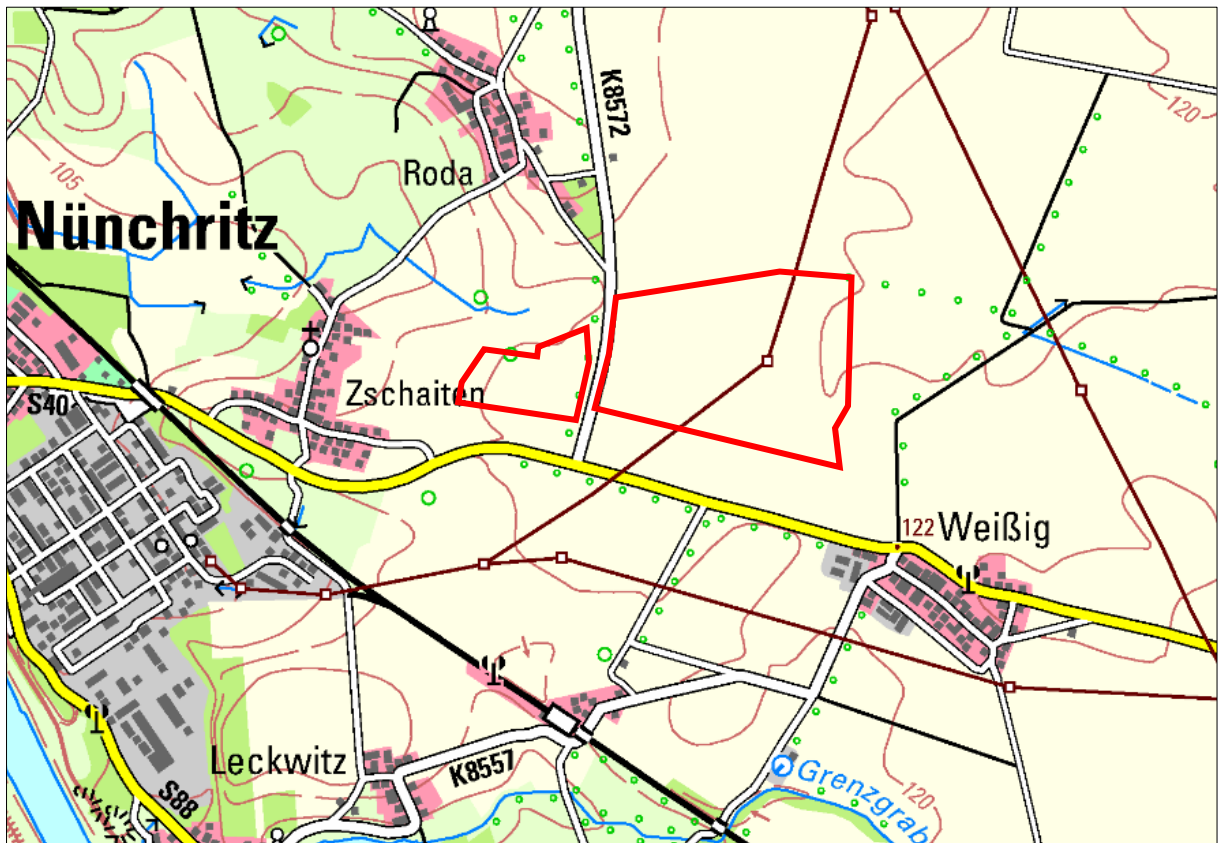 K8572
120
Roda
105
Nünchritz
Zschaiten
S40
122 Weißig
Leckwitz
K8557
S88
Grenzgrab
120